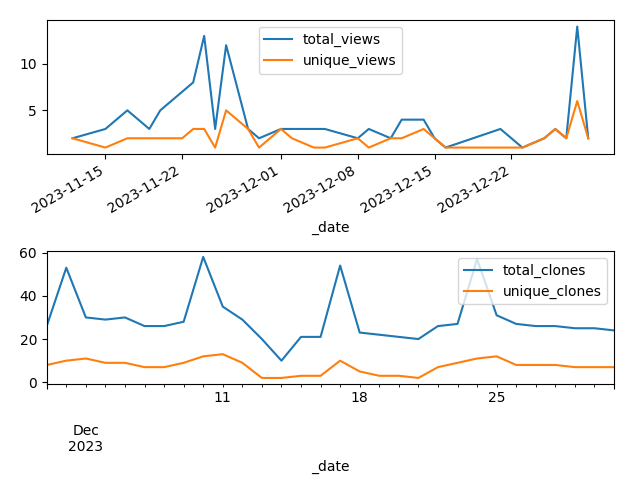 total_views
unique_views
10
5
2023-11-15
2023-11-22
2023-12-01
2023-12-08
2023-12-15
2023-12-22
_date
total_clones
unique_clones
60
40
20
0
11
18
25
Dec
2023
_date